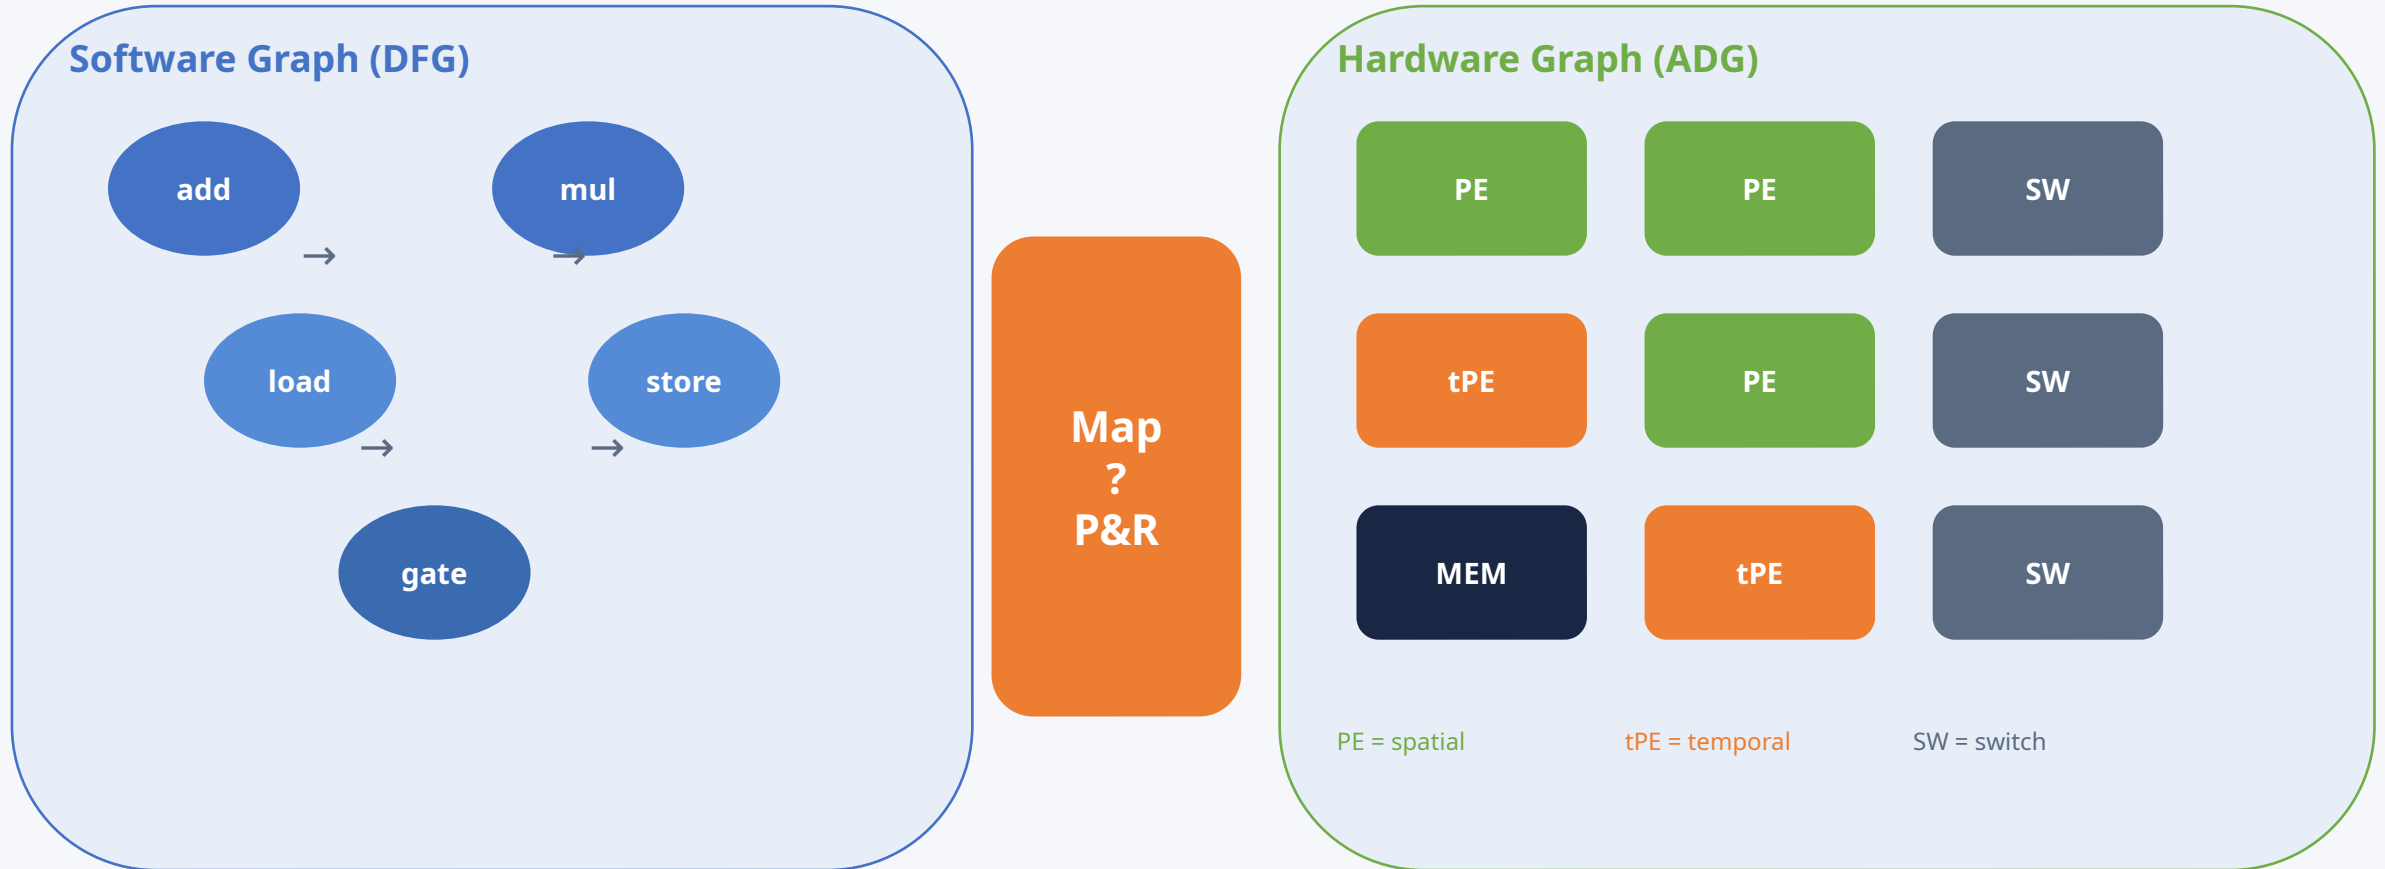 Software Graph (DFG)
add
mul
→
→
load
store
→
→
gate
Map
?
P&R
Hardware Graph (ADG)
PE
PE
SW
tPE
PE
SW
MEM
tPE
SW
PE = spatial
tPE = temporal
SW = switch